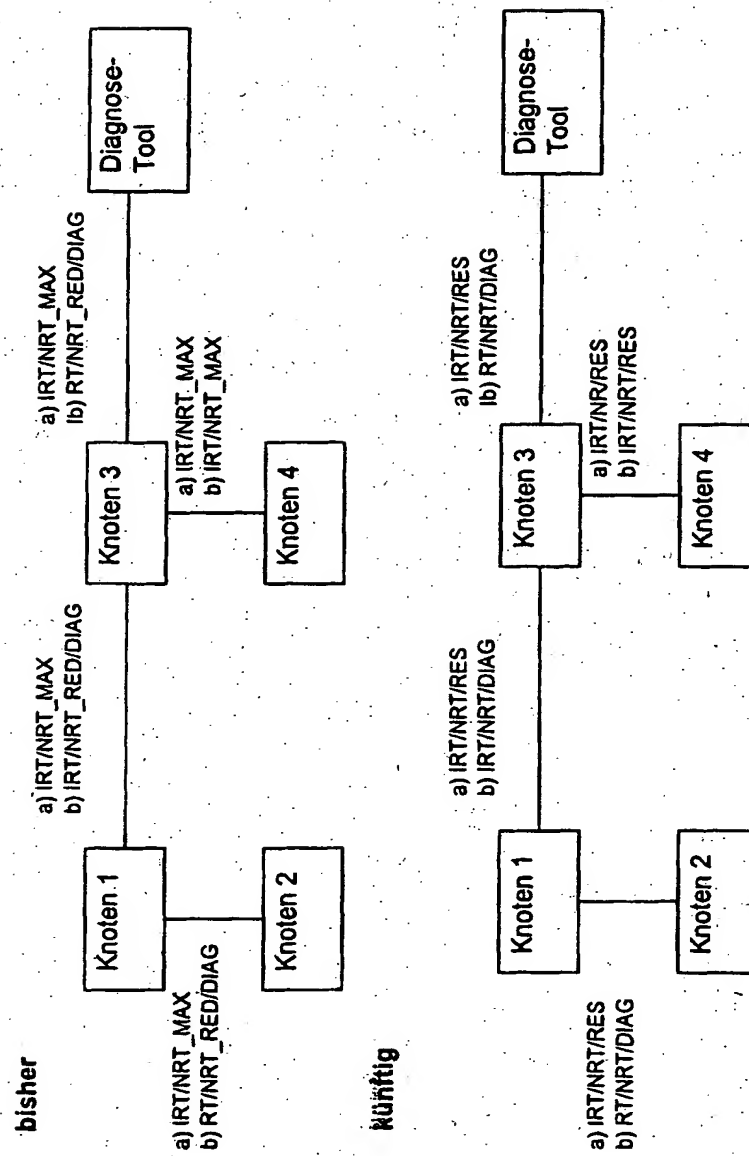 bisher
a) IRT/NRT_MAX
b) RT/NRT_RED/DIAG
Knoten 1
Knoten 2
a) IRT/NRT_MAX
b) IRT/NRT_RED/DIAG
Knoten 3
Knoten 4
a) IRT/NRT_MAX
b) IRT/NRT_MAX
a) IRT/NRT_MAX
lb) RT/NRT_RED/DIAG
Diagnose-
Tool
künftig
a) IRT/NRT/RES
b) RT/NRT/DIAG
Knoten 1
Knoten 2
a) IRT/NRT/RES
b) IRT/NRT/DIAG
Knoten 3
Knoten 4
a) IRT/NR/RES
b) IRT/NRT/RES
a) IRT/NRT/RES
lb) RT/NRT/DIAG
Diagnose-
Tool